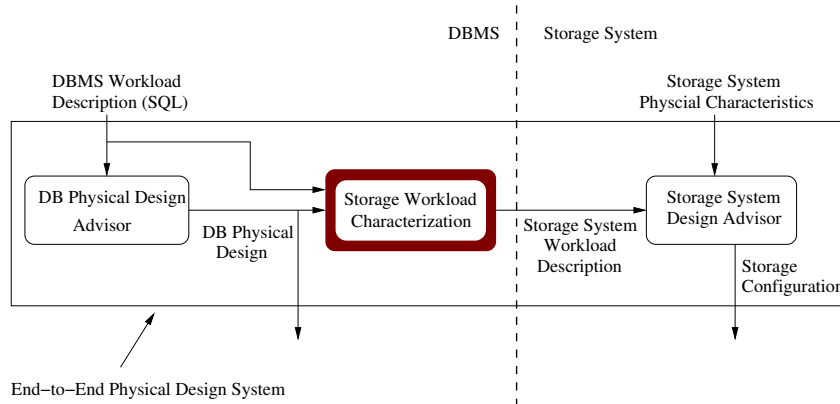 DBMS
Storage System
DBMS Workload
Description (SQL)
Storage System
Physcial Characteristics
DB Physical Design
Advisor
Storage Workload
Characterization
Storage System
Design Advisor
DB Physical
Design
Storage System
Workload
Description
Storage
Configuration
End−to−End Physical Design System